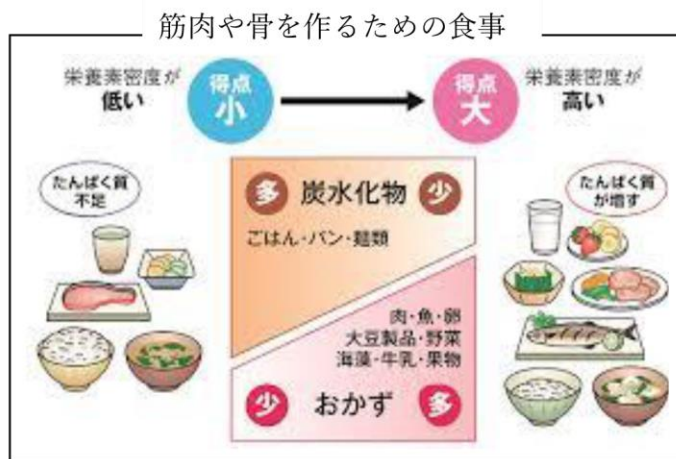 筋肉や骨を作るための食事
栄養素密度が
低い
得点
小
得点
大
栄養素密度が
高い
たんぱく質
不足
多 炭水化物 少
ごはん・パン・麺類
たんぱく質
が増す
肉・魚・卵
大豆製品・野菜
海藻・牛乳・果物
少 おかず 多